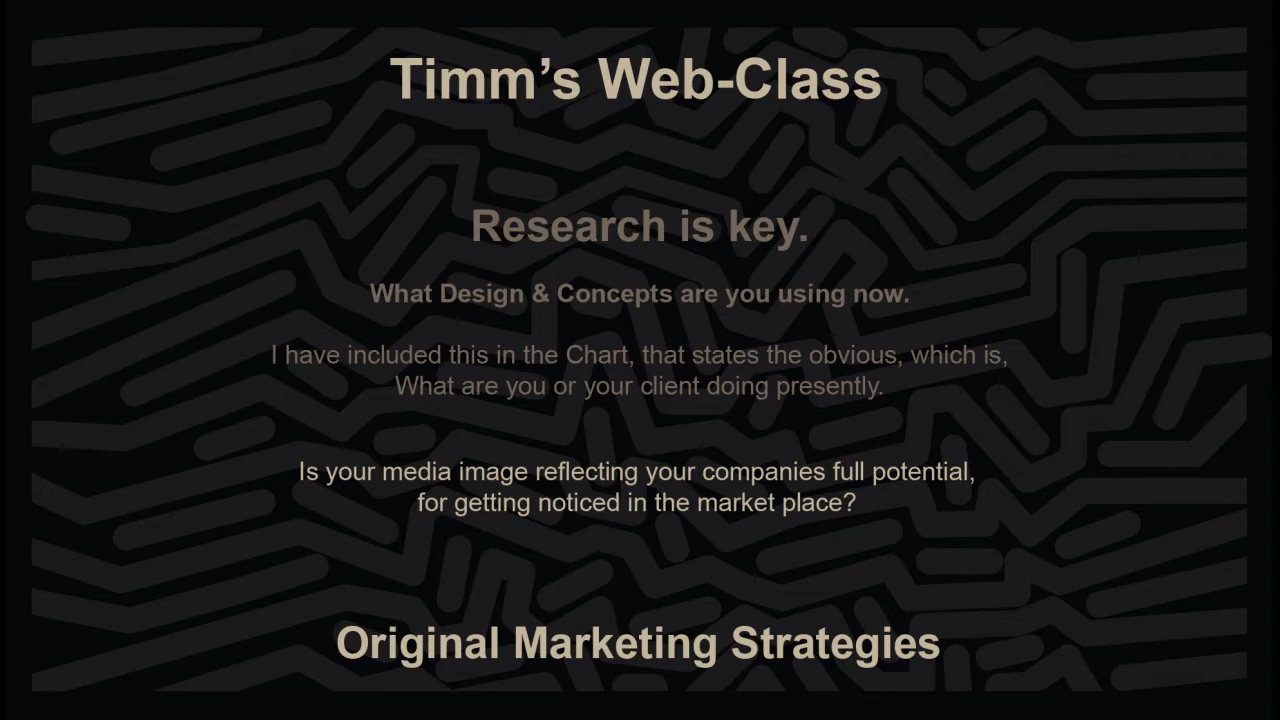 Timm’s Web-Class
Research is key.
What Design & Concepts are you using now.
I have included this in the Chart, that states the obvious, which is,
What are you or your client doing presently.
Is your media image reflecting your companies full potential,
for getting noticed in the market place?
Original Marketing Strategies